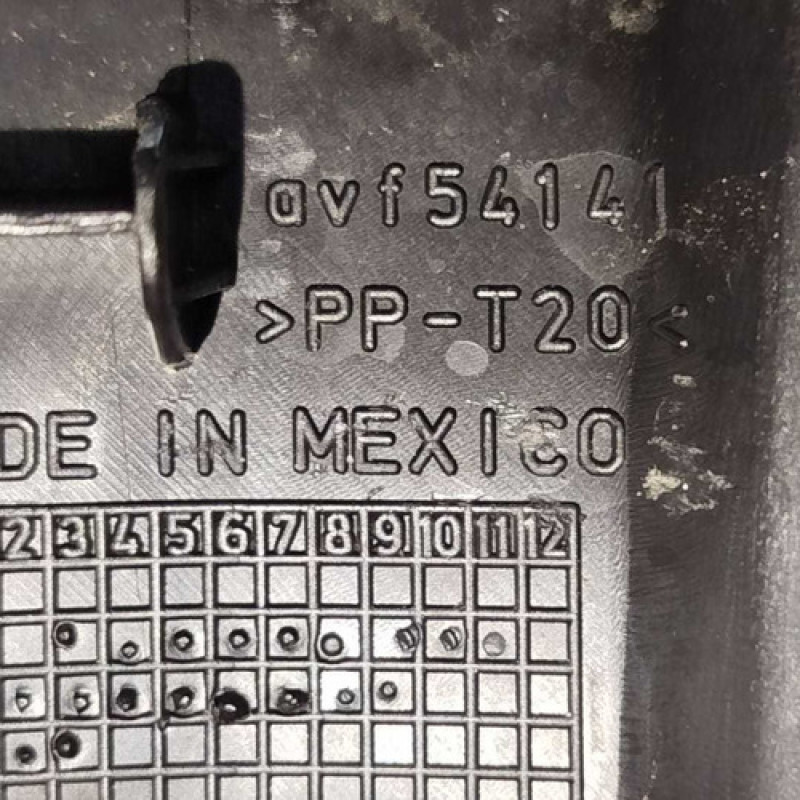 avf54141
>PP-T20<
DE IN MEXICO
2 3 4 5 6 7 8 9 10 11 12